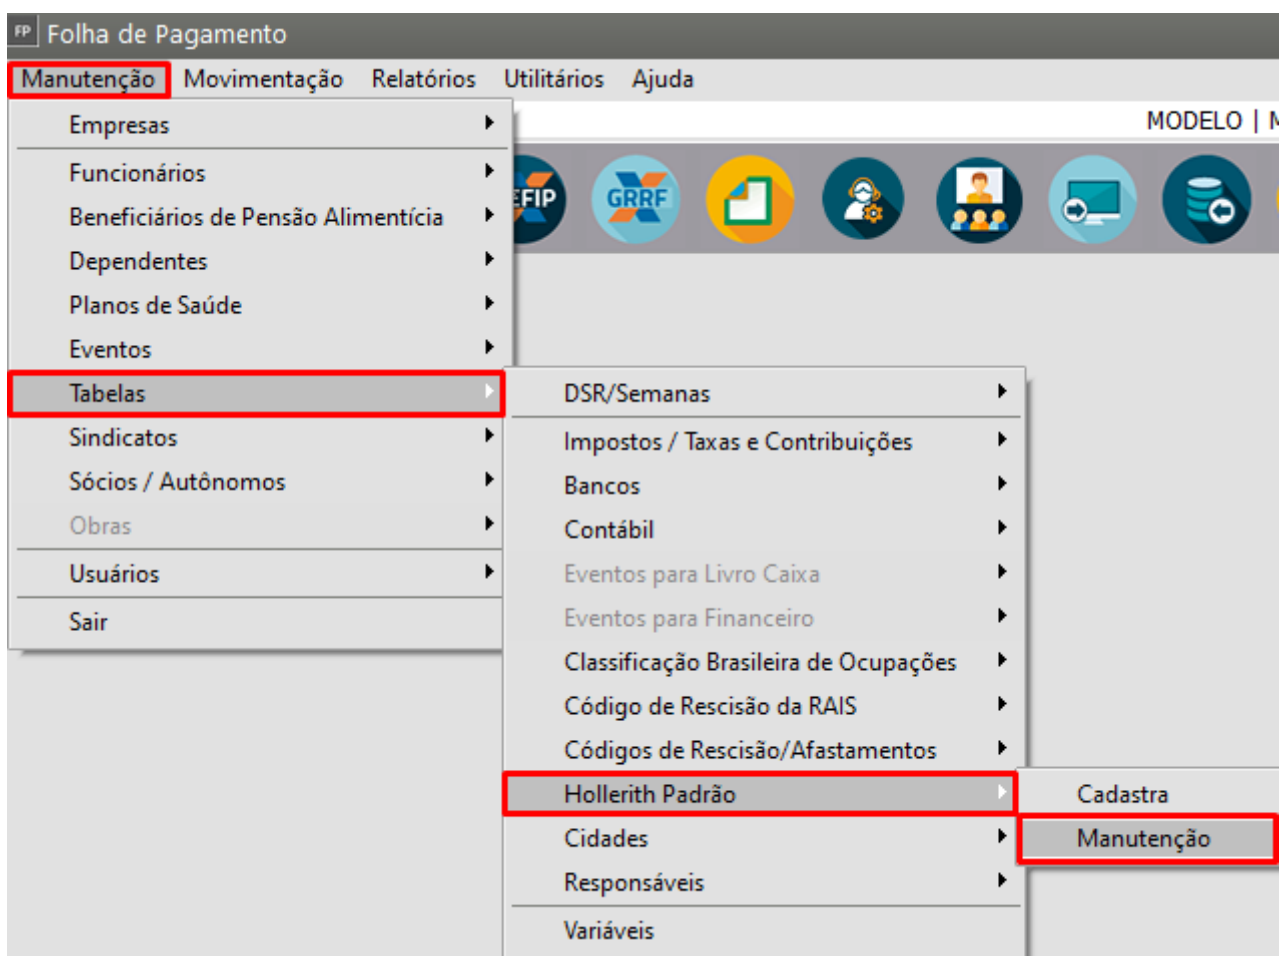 FP Folha de Pagamento
Manutenção Movimentação Relatórios Utilitários Ajuda
MODELO |
Empresas
Funcionários
Beneficiários de Pensão Alimentícia
Dependentes
Planos de Saúde
Eventos
Tabelas
Sindicatos
Sócios / Autônomos
Obras
Usuários
Sair
EFIP
GRRF
DSR/Semanas
Impostos / Taxas e Contribuições
Bancos
Contábil
Eventos para Livro Caixa
Eventos para Financeiro
Classificação Brasileira de Ocupações
Código de Rescisão da RAIS
Códigos de Rescisão/Afastamentos
Hollerith Padrão
Cidades
Responsáveis
Variáveis
Cadastra
Manutenção